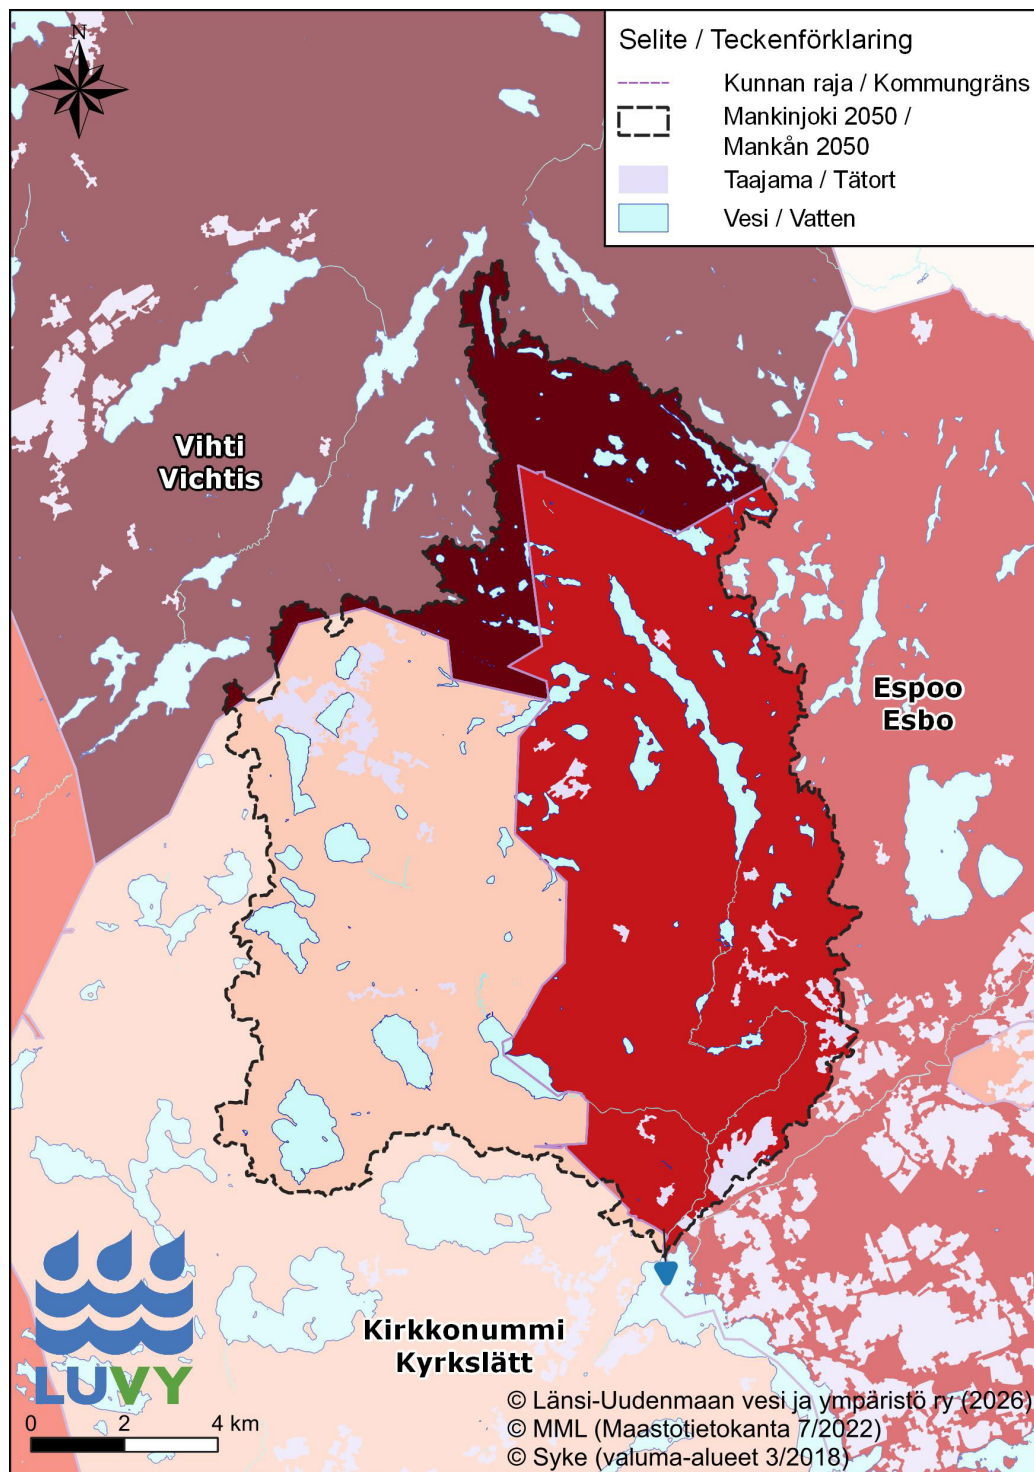 N
Selite / Teckenförklaring
Kunnan raja / Kommungräns
Mankinjoki 2050 /
Mankån 2050
Taajama / Tätort
Vesi / Vatten
Vihti
Vichtis
Espoo
Esbo
Kirkkonummi
Kyrkslätt
LUVY
0 2 4 km
© Länsi-Uudenmaan vesi ja ympäristö ry (2026)
© MML (Maastotietokanta 7/2022)
© Syke (valuma-alueet 3/2018)